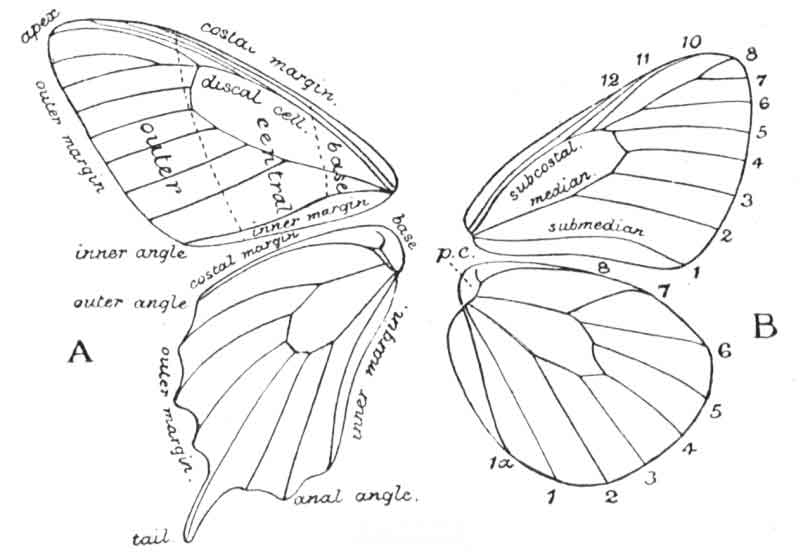 apex
costal margin.
outer margin
discal cell.
outer
central
base
inner margin
inner angle
costal margin
base
outer angle
A
outer margin.
inner margin.
anal angle.
tail
12
11
10
8
7
6
5
4
3
2
1
subcostal.
median.
submedian
p.c.
8
7
6
5
4
3
2
1
1a
B